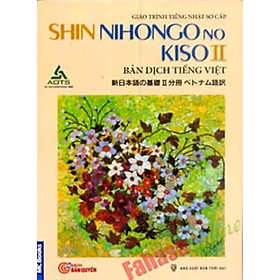 GIÁO TRÌNH TIẾNG NHẬT SƠ CẤP
SHIN NIHONGO NO
KISO II
AOTS
BẢN DỊCH TIẾNG VIỆT
新日本語の基礎Ⅱ分冊 ベトナム語訳
MCBooks
BẢN QUYỀN
NHÀ XUẤT BẢN THỜI ĐẠI